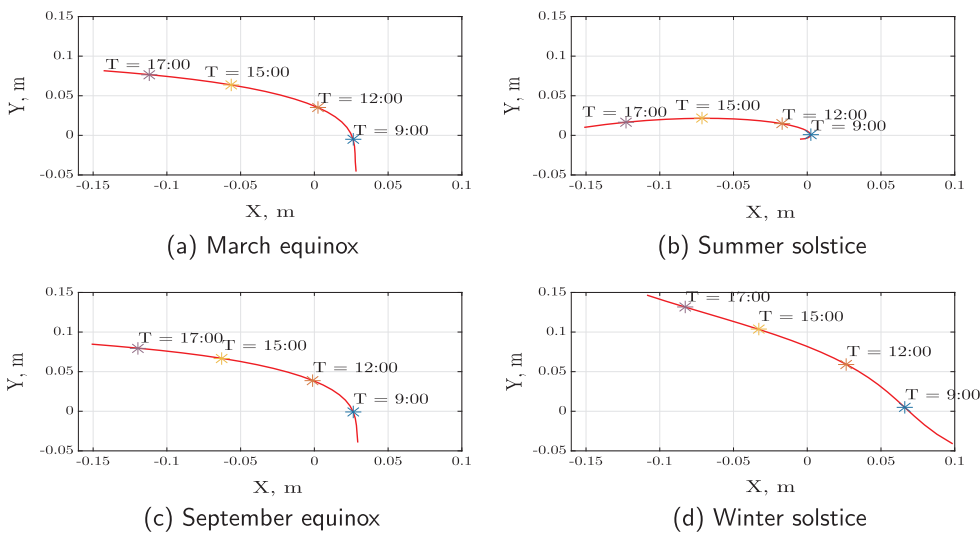 0.15
0.1
0.05
0
-0.05
Y, m
T = 17:00
T = 15:00
T = 12:00
T = 9:00
-0.15 -0.1 -0.05 0 0.05 0.1
X, m
(a) March equinox
0.15
0.1
0.05
0
-0.05
Y, m
T = 17:00
T = 15:00
T = 12:00
T = 9:00
-0.15 -0.1 -0.05 0 0.05 0.1
X, m
(b) Summer solstice
0.15
0.1
0.05
0
-0.05
Y, m
T = 17:00
T = 15:00
T = 12:00
T = 9:00
-0.15 -0.1 -0.05 0 0.05 0.1
X, m
(c) September equinox
0.15
0.1
0.05
0
-0.05
Y, m
T = 17:00
T = 15:00
T = 12:00
T = 9:00
-0.15 -0.1 -0.05 0 0.05 0.1
X, m
(d) Winter solstice